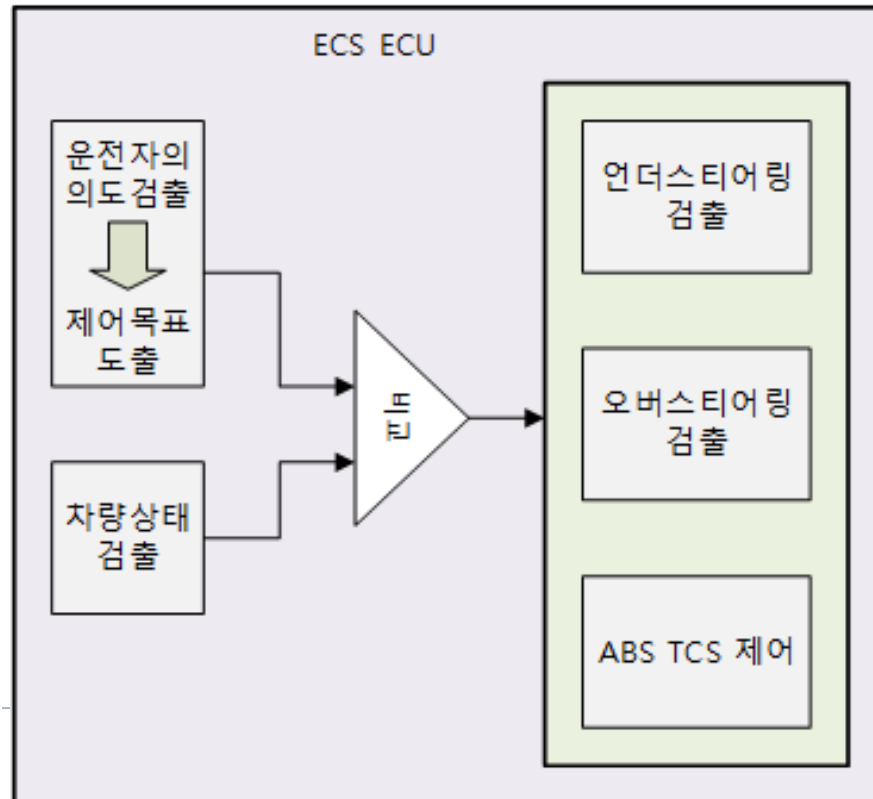 ECS ECU
운전자의
의도검출
제어목표
도출
차량상태
검출
비교
언더스티어링
검출
오버스티어링
검출
ABS TCS 제어